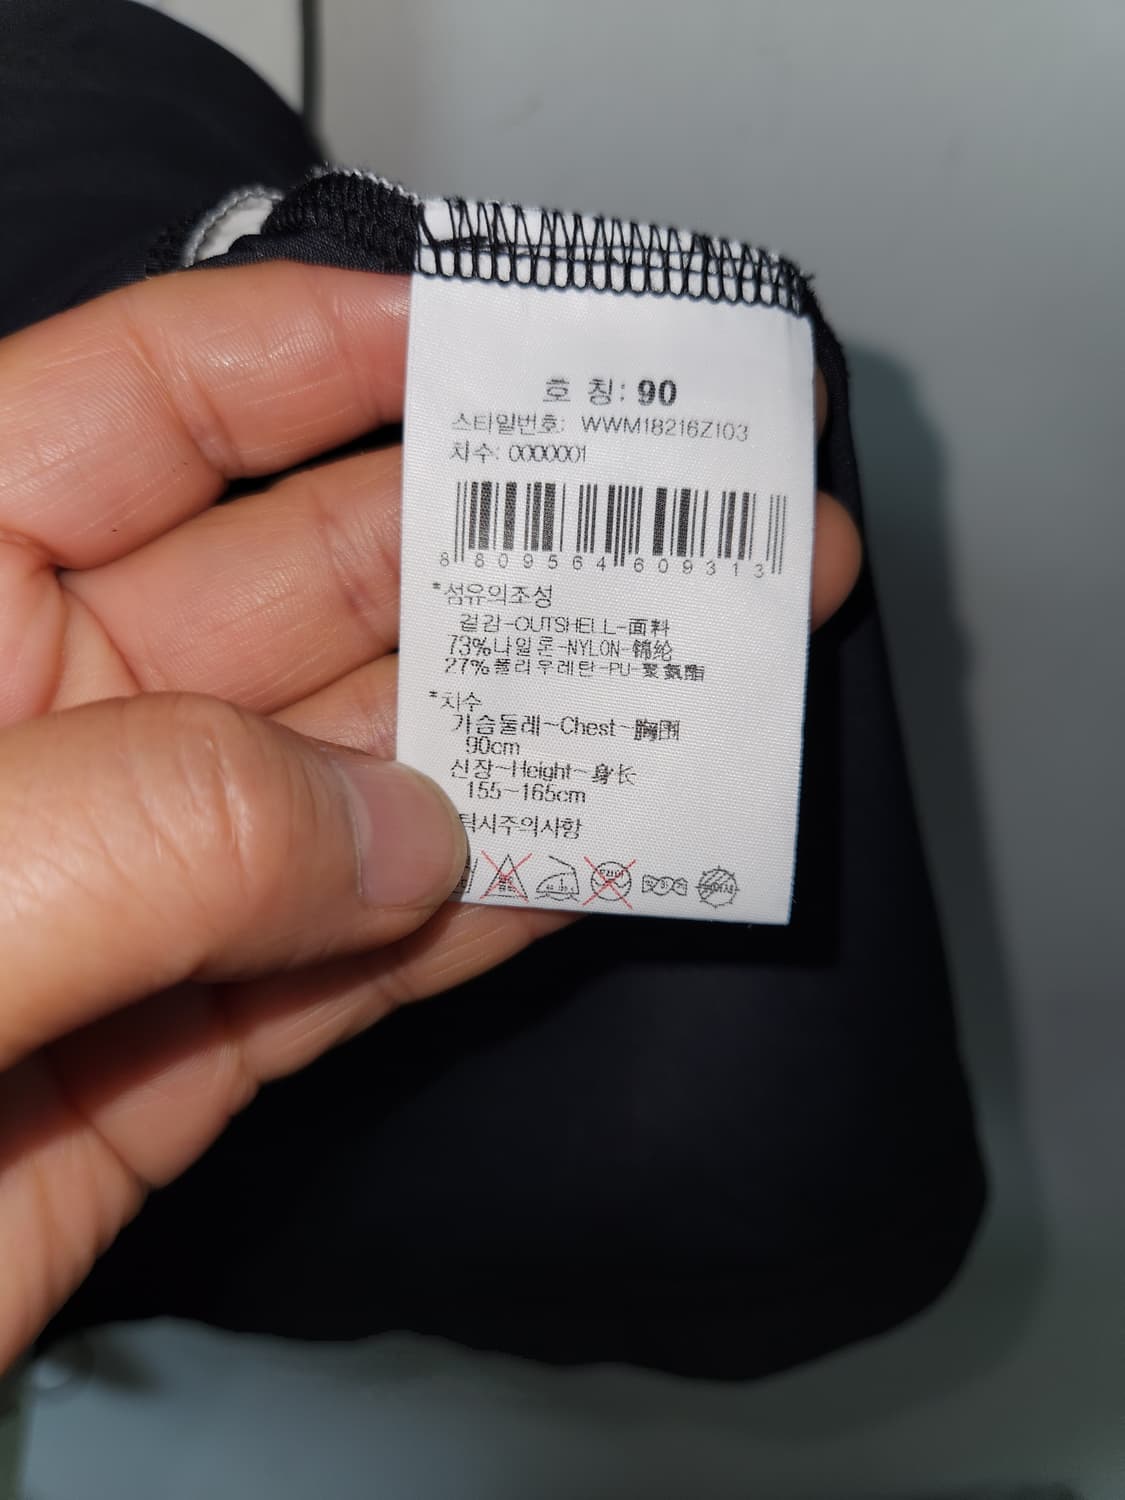 호 칭: 90
스타일번호: WWM18216Z103
치수: 0000001
8 809564 609313
*섬유의조성
겉감-OUTSHELL-面料
73%나일론-NYLON-锦纶
27%폴리우레탄-PU-聚氨酯
*치수
가슴둘레~Chest~胸围
90cm
신장~Height~身长
155~165cm
탁시주의사항